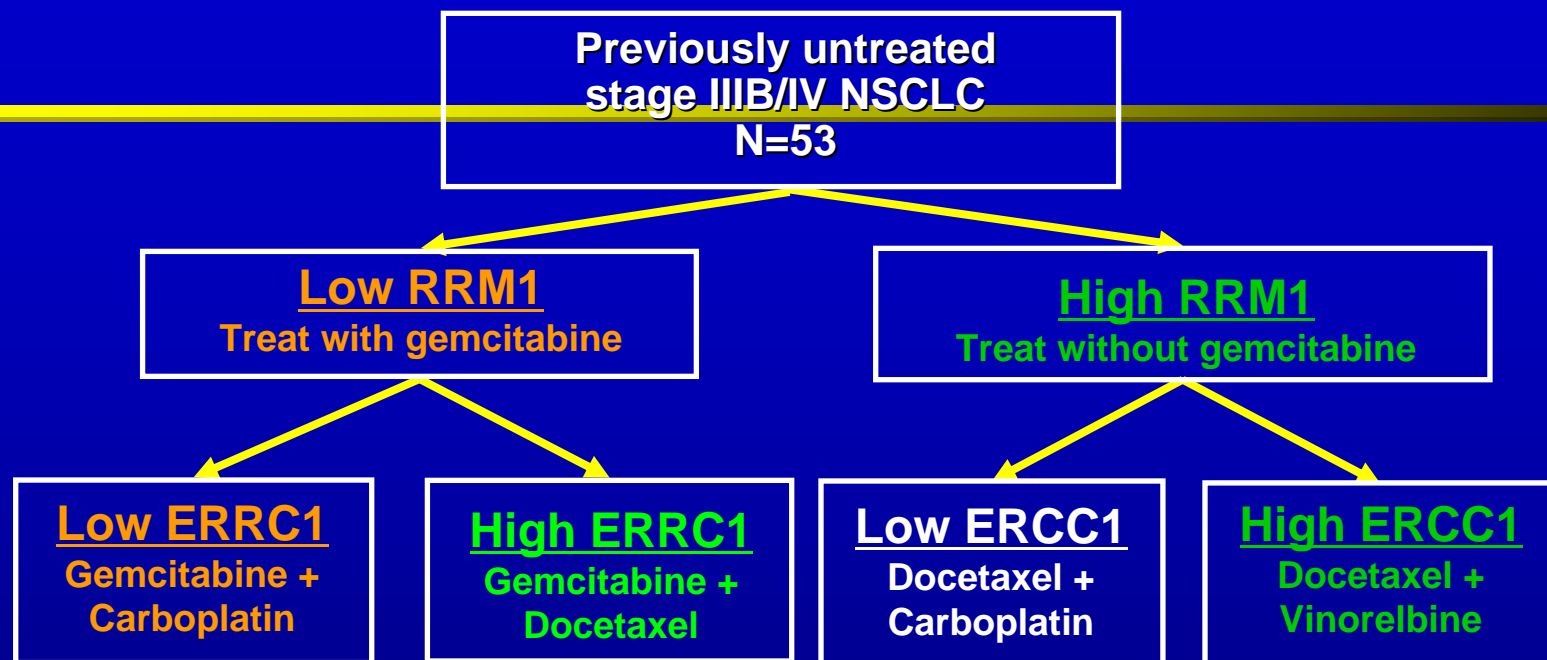 Previously untreated
stage IIIB/IV NSCLC
N=53
Low RRM1
Treat with gemcitabine
High RRM1
Treat without gemcitabine
Low ERRC1
Gemcitabine +
Carboplatin
High ERRC1
Gemcitabine +
Docetaxel
Low ERCC1
Docetaxel +
Carboplatin
High ERCC1
Docetaxel +
Vinorelbine